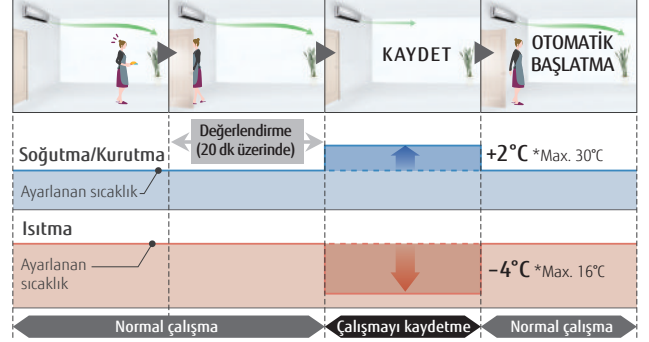 KAYDET
OTOMATİK
BAŞLATMA
Değerlendirme
(20 dk üzerinde)
Soğutma/Kurutma
+2°C *Max. 30°C
Ayarlanan sıcaklık
Isıtma
Ayarlanan
sıcaklık
–4°C *Max. 16°C
Normal çalışma
Çalışmayı kaydetme
Normal çalışma